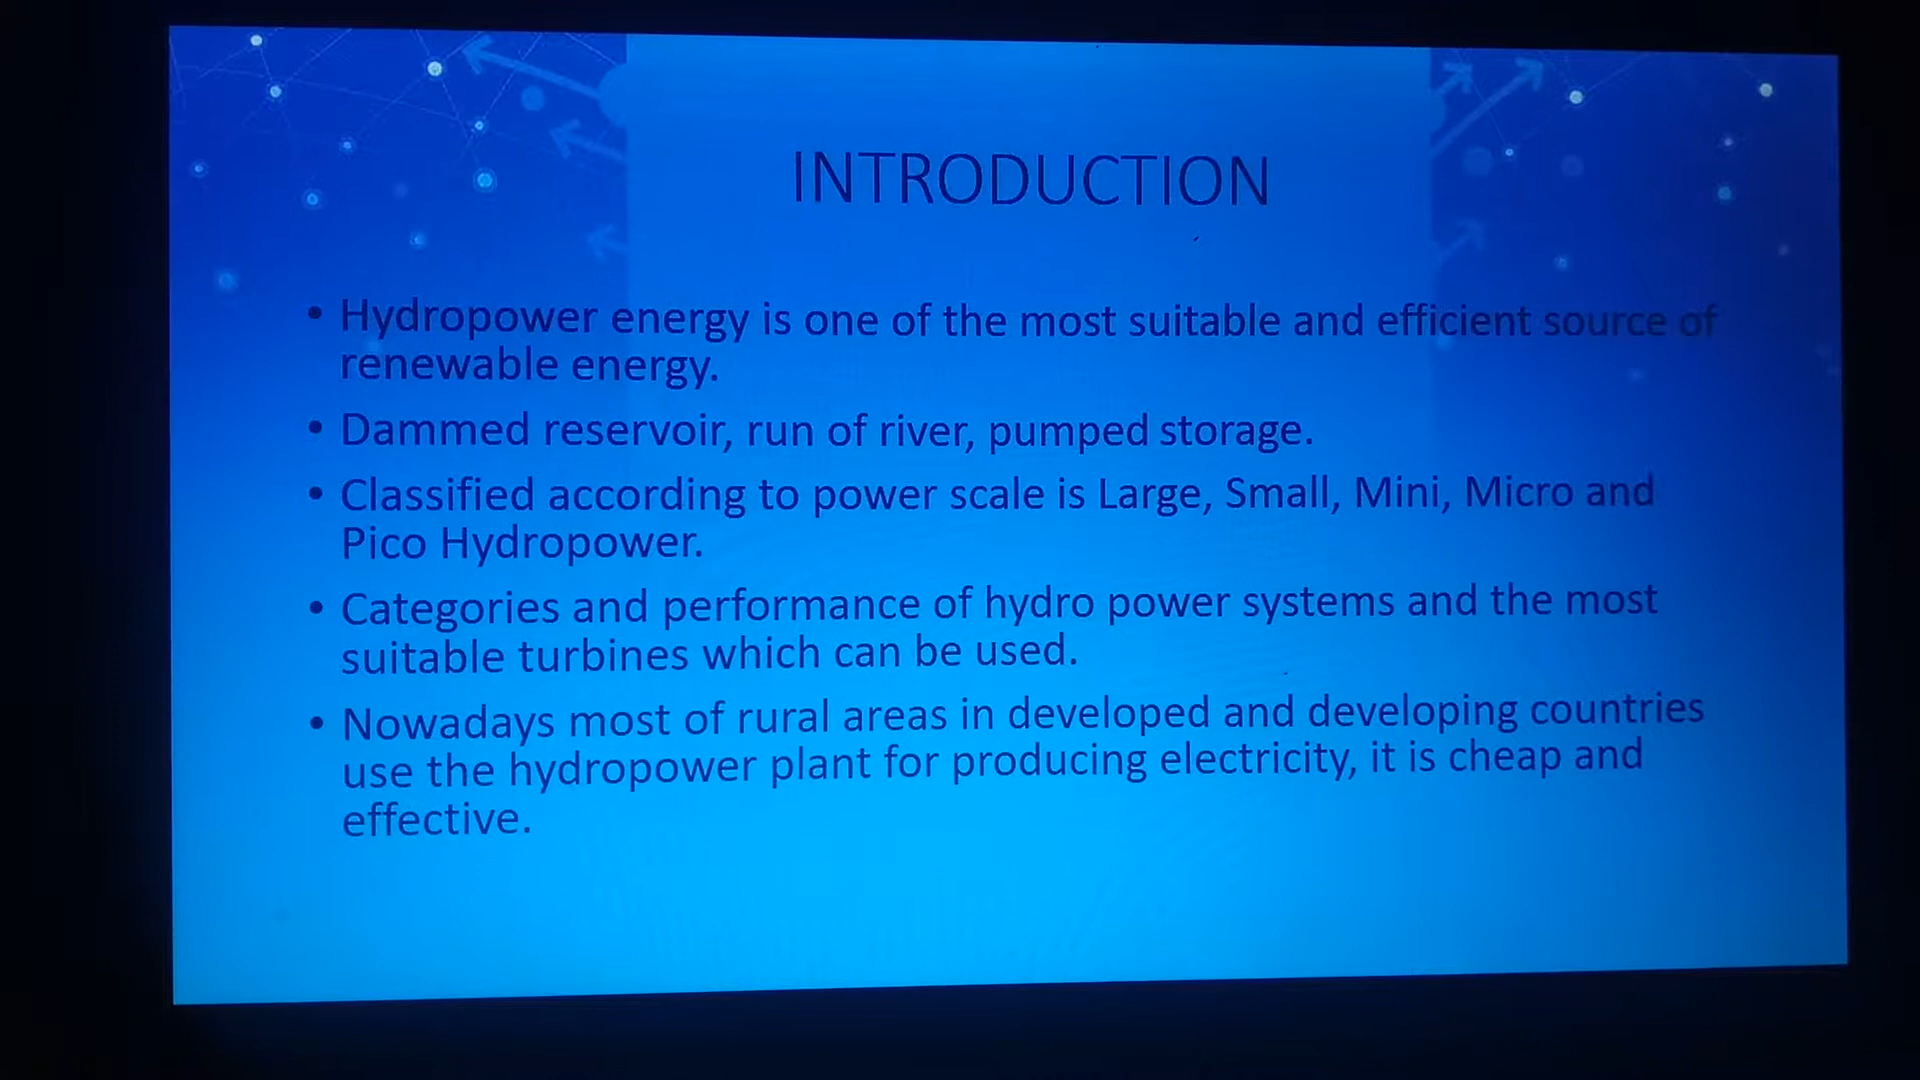 INTRODUCTION
• Hydropower energy is one of the most suitable and efficient source of
renewable energy.
• Dammed reservoir, run of river, pumped storage.
• Classified according to power scale is Large, Small, Mini, Micro and
Pico Hydropower.
• Categories and performance of hydro power systems and the most
suitable turbines which can be used.
• Nowadays most of rural areas in developed and developing countries
use the hydropower plant for producing electricity, it is cheap and
effective.